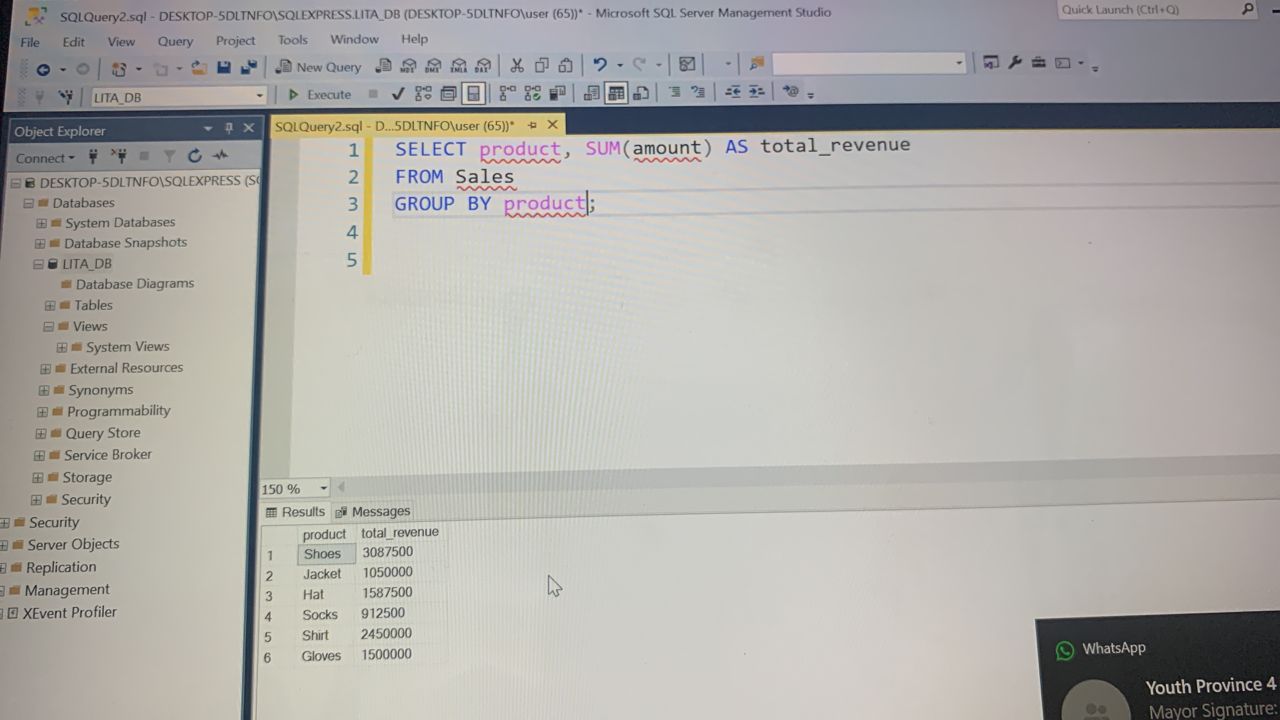 SQLQuery2.sql - DESKTOP-5DLTNFO\SQLEXPRESS.LITA_DB (DESKTOP-5DLTNFO\user (65))* - Microsoft SQL Server Management Studio
Quick Launch (Ctrl+Q)
File Edit View Query Project Tools Window Help
New Query
LITA_DB
Execute
Object Explorer
SQLQuery2.sql - D...5DLTNFO\user (65))*
Connect
DESKTOP-5DLTNFO\SQLEXPRESS (S
Databases
System Databases
Database Snapshots
LITA_DB
Database Diagrams
Tables
Views
System Views
External Resources
Synonyms
Programmability
Query Store
Service Broker
Storage
Security
Security
Server Objects
Replication
Management
XEvent Profiler
1 SELECT product, SUM(amount) AS total_revenue
2 FROM Sales
3 GROUP BY product;
4
5
150 %
Results Messages
product total_revenue
1 Shoes 3087500
2 Jacket 1050000
3 Hat 1587500
4 Socks 912500
5 Shirt 2450000
6 Gloves 1500000
WhatsApp
Youth Province 4
Mayor Signature: